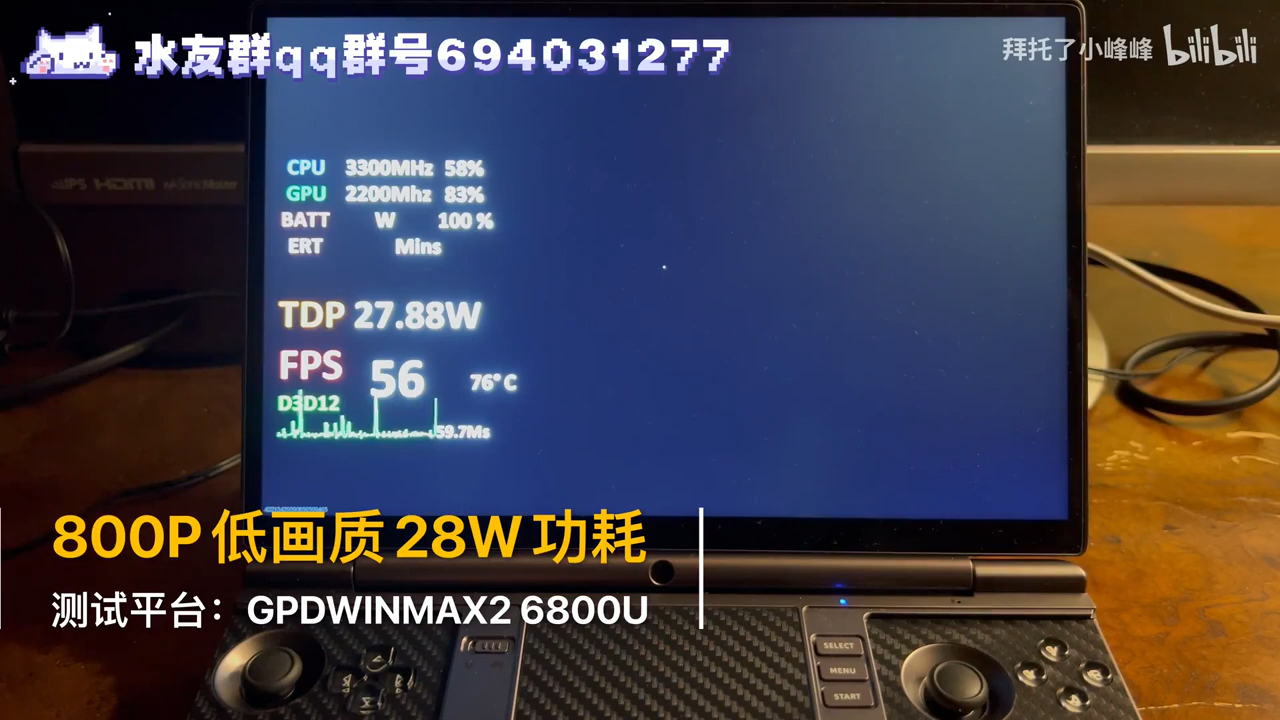 水友群qq群号694031277
拜托了小峰峰 bilibili
IPS HDMI
CPU 3300MHz 58%
GPU 2200Mhz 83%
BATT W 100 %
ERT Mins
TDP 27.88W
FPS 56 76°C
D3D12
59.7Ms
800P 低画质 28W 功耗
测试平台：GPDWINMAX2 6800U
SELECT
MENU
START